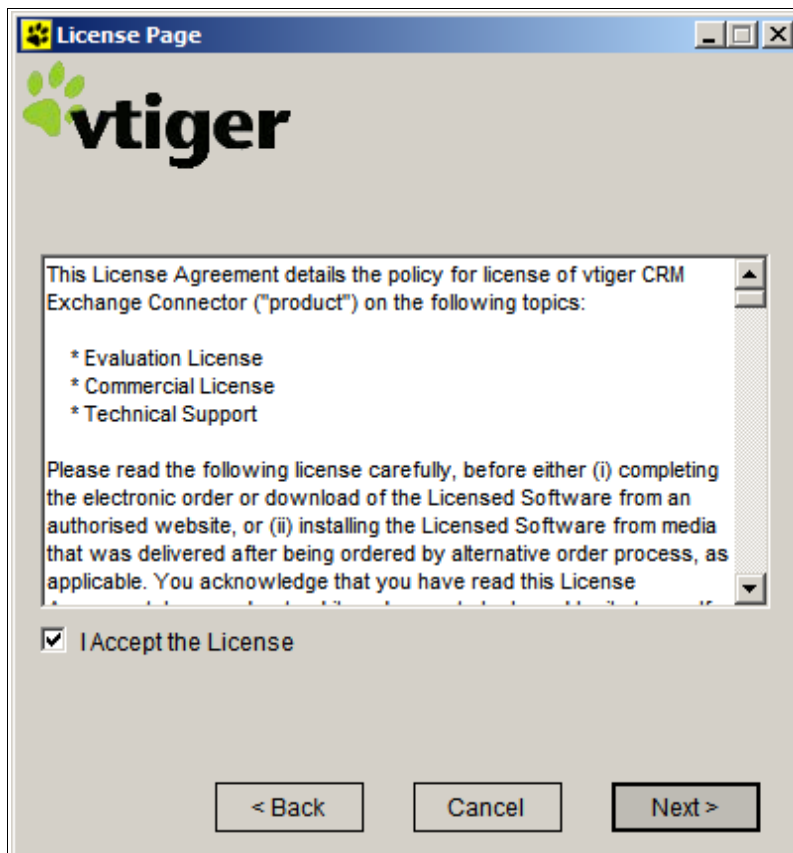 License Page
vtiger
This License Agreement details the policy for license of vtiger CRM
Exchange Connector ("product") on the following topics:
* Evaluation License
* Commercial License
* Technical Support
Please read the following license carefully, before either (i) completing
the electronic order or download of the Licensed Software from an
authorised website, or (ii) installing the Licensed Software from media
that was delivered after being ordered by alternative order process, as
applicable. You acknowledge that you have read this License
I Accept the License
< Back
Cancel
Next >